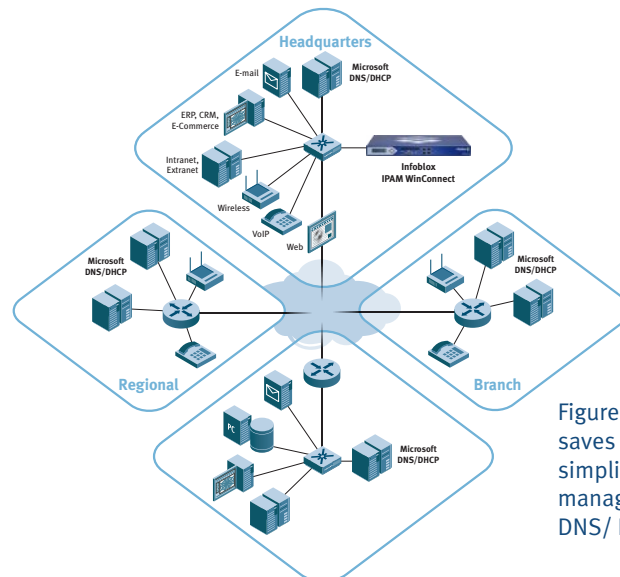 Headquarters
E-mail
Microsoft
DNS/DHCP
ERP, CRM,
E-Commerce
Intranet,
Extranet
Infoblox
IPAM WinConnect
Wireless
VoIP
Web
Microsoft
DNS/DHCP
Regional
Microsoft
DNS/DHCP
Branch
PC
Microsoft
DNS/DHCP
Figure
saves
simpli
manag
DNS/